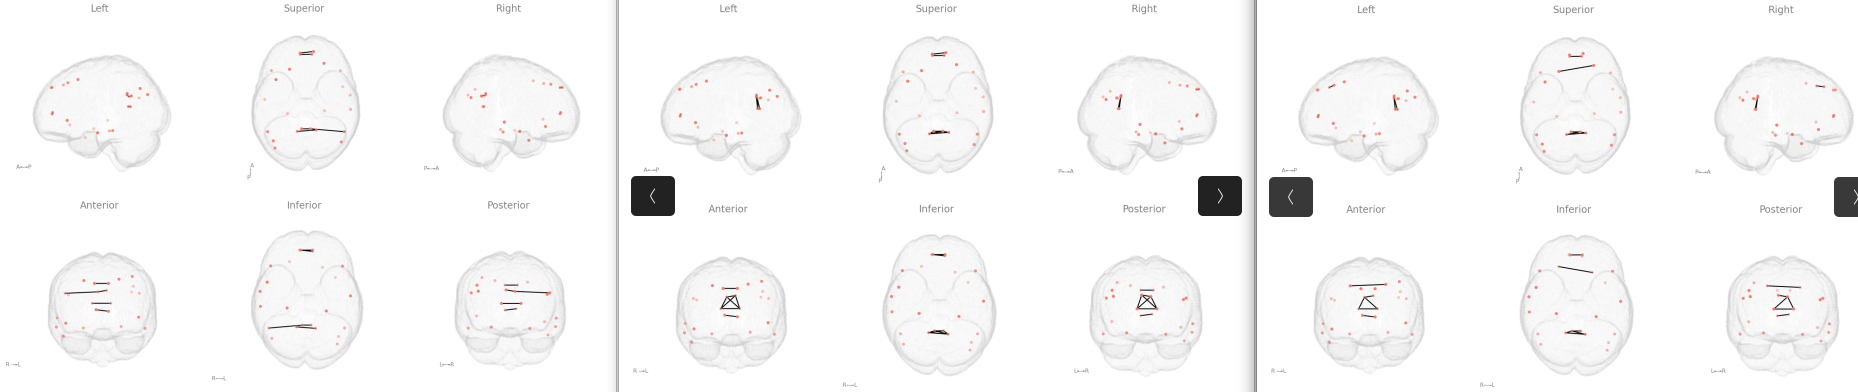 Left Superior Right
A⟷P A P P⟷A
Anterior Inferior Posterior
R⟷L R⟷L L⟷R
Left Superior Right
A⟷P A P P⟷A
Anterior Inferior Posterior
R⟷L R⟷L L⟷R
Left Superior Right
A⟷P A P P⟷A
Anterior Inferior Posterior
R⟷L R⟷L L⟷R